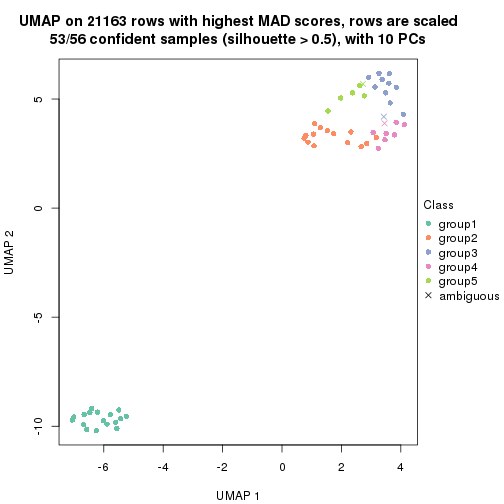 UMAP on 21163 rows with highest MAD scores, rows are scaled
53/56 confident samples (silhouette > 0.5), with 10 PCs
UMAP 2
5
0
-5
-10
-6
-4
-2
0
2
4
UMAP 1
Class
group1
group2
group3
group4
group5
ambiguous